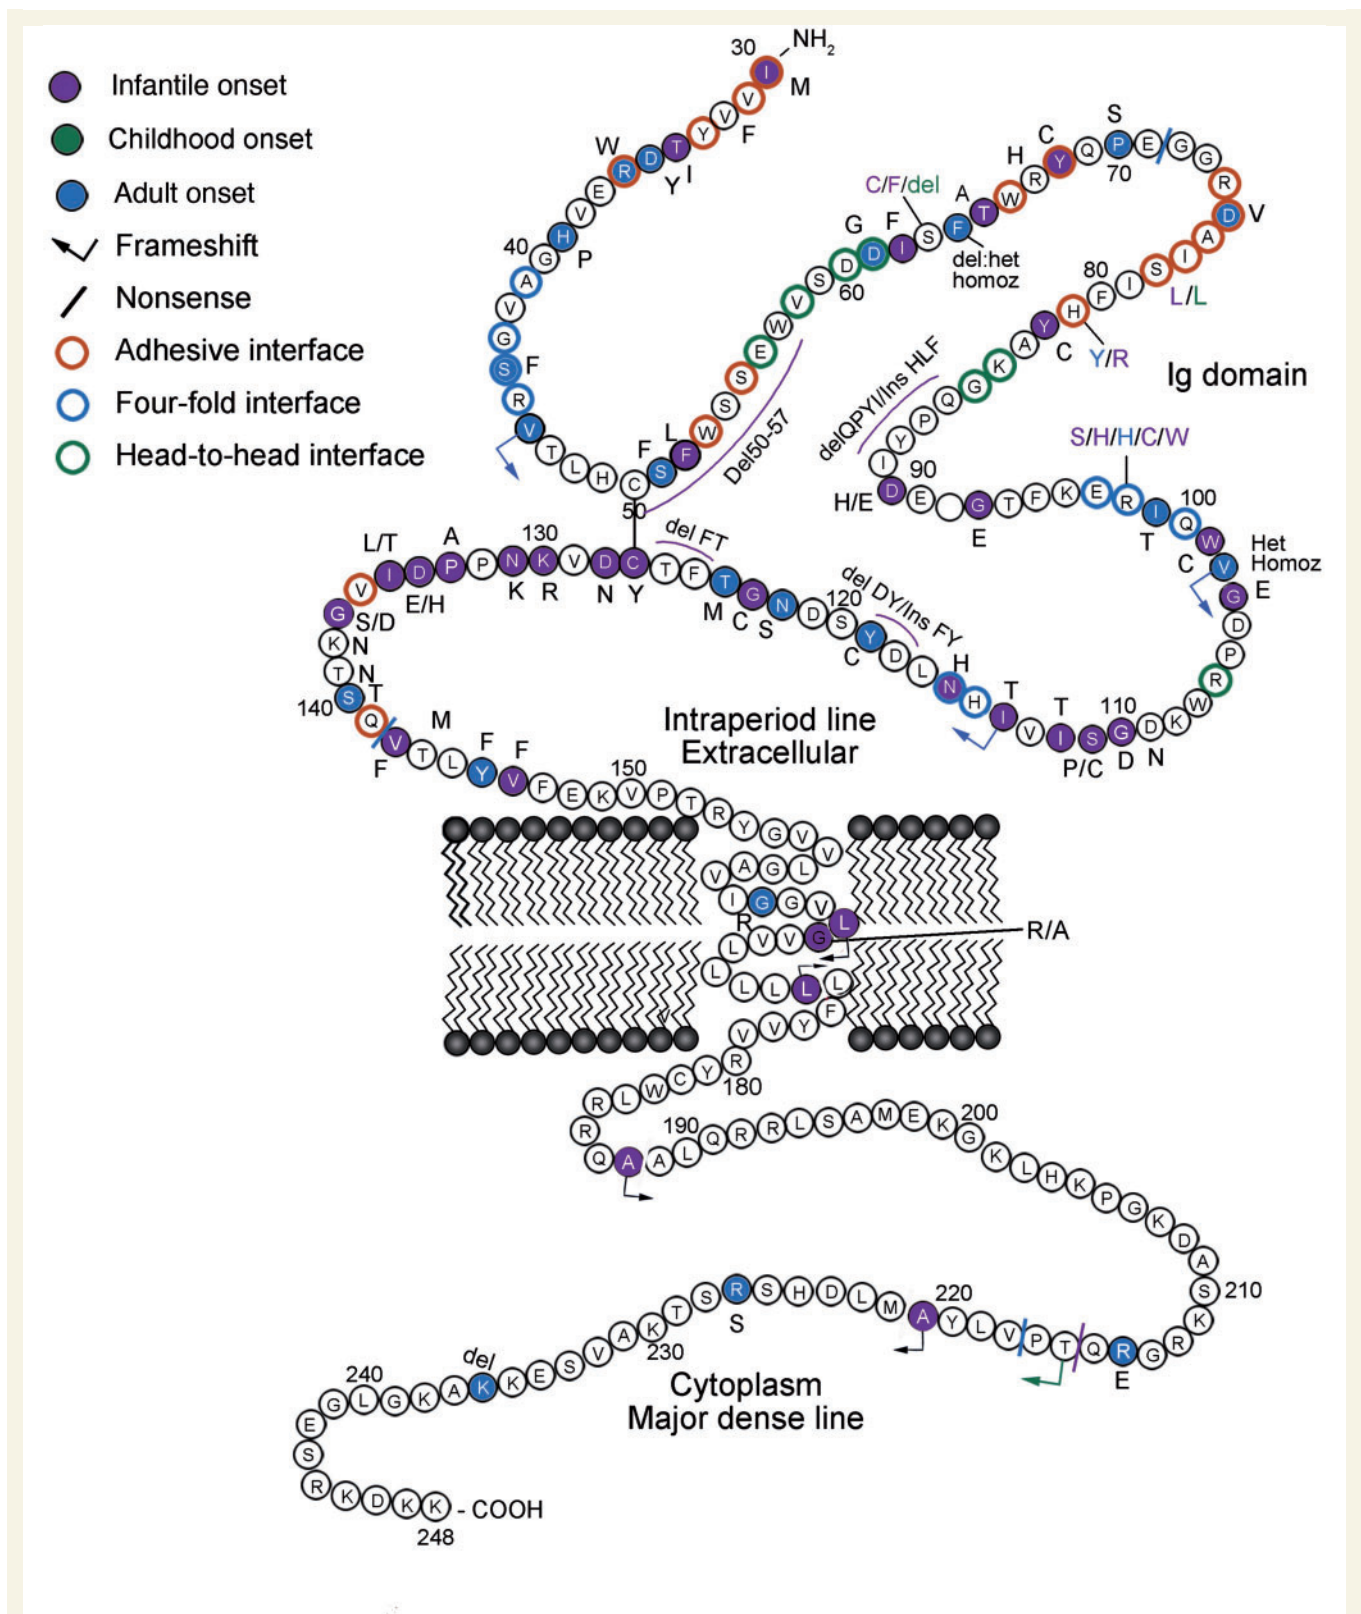 30 NH2
I M
V F
V
Y
T I
D Y
R W
E
V
H P
G
40
A
V
G
S F
R
V
T
L
H
C
50
S F
F L
W
S
S
E
W
V
S
D
60
D G
I F
S C/F/del
F
del:het
homoz
T A
W
R H
Y C
Q
P S
70
E
G
G
R
D V
A
I
S L/L
I
F
80
H Y/R
Y C
A
K
G
Q
P
Y
I
delQPYI/Ins HLF
Del50-57
D H/E
90
E
G E
T
F
K
E
R S/H/H/C/W
I T
Q
100
W C
V
Het
Homoz
G E
D
P
R
W
K
D N
G D
110
S P/C
I T
V
I T
H
N H
L
D
Y C
del DY/Ins FY
S
120
D
N S
G C
T M
F
T
del FT
C Y
D N
V
K R
130
N K
P
P A
D E/H
I L/T
V
G S/D
K N
T N
S T
140
Q
V F
T M
L
Y F
V F
F
E
K
V
150
P
T
R
Y
G
V
V
V
L
G
A
V
I
G R
G
V
L
G R/A
V
V
L
L
L
L
L
L
F
Y
V
V
R
180
Y
C
W
L
R
R
Q
A
A
L
190
Q
R
R
L
S
A
M
E
K
G
200
K
L
H
K
P
G
K
D
A
S
210
K
R
G
R E
Q
T
P
V
L
Y
220
A
M
L
D
H
S
R S
S
T
K
230
A
V
S
E
K
K del
A
K
G
L
240
G
E
S
R
K
D
K
K - COOH
248
Infantile onset
Childhood onset
Adult onset
Frameshift
Nonsense
Adhesive interface
Four-fold interface
Head-to-head interface
Ig domain
Intraperiod line
Extracellular
Cytoplasm
Major dense line